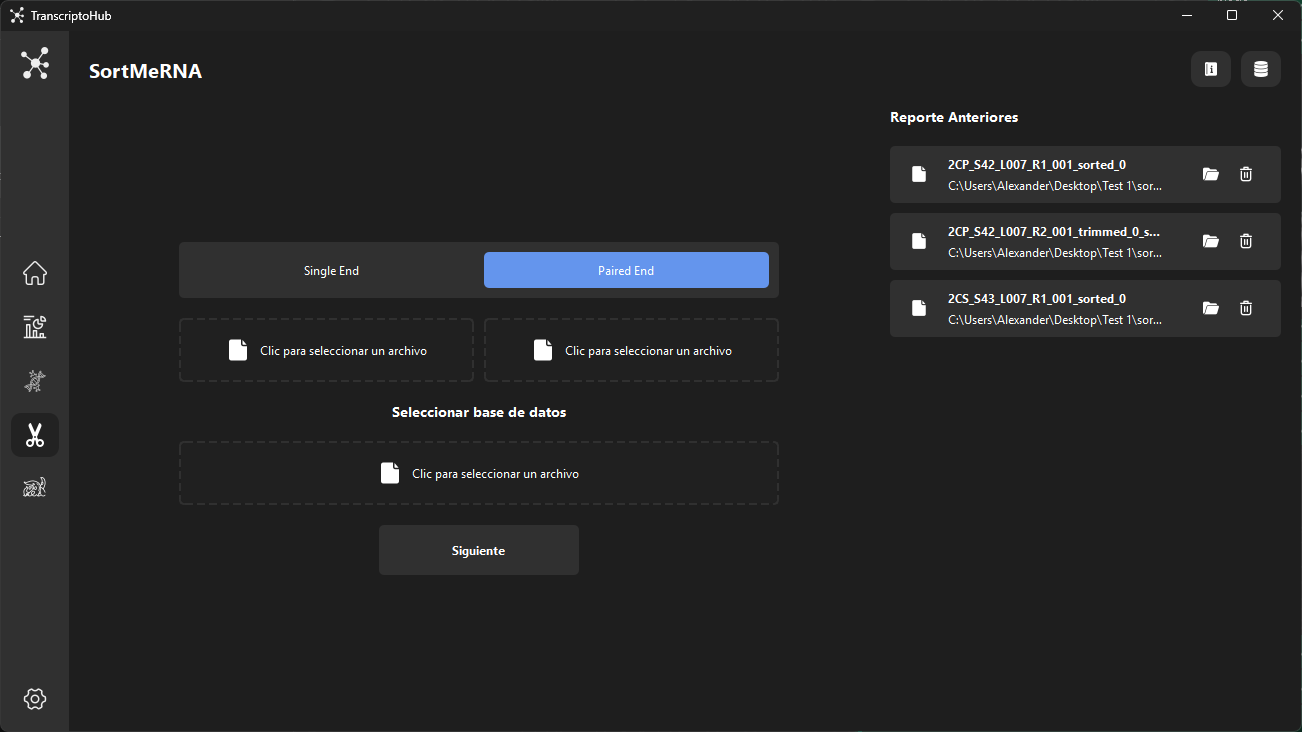 TranscriptoHub
SortMeRNA
Reporte Anteriores
2CP_S42_L007_R1_001_sorted_0
C:\Users\Alexander\Desktop\Test 1\sor...
2CP_S42_L007_R2_001_trimmed_0_s...
C:\Users\Alexander\Desktop\Test 1\sor...
2CS_S43_L007_R1_001_sorted_0
C:\Users\Alexander\Desktop\Test 1\sor...
Single End
Paired End
Clic para seleccionar un archivo
Clic para seleccionar un archivo
Seleccionar base de datos
Clic para seleccionar un archivo
Siguiente